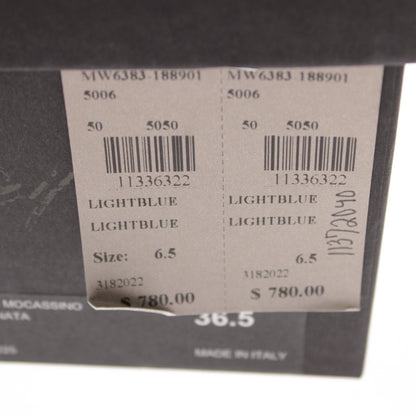 MW6383-188901
5006
50 5050
11336322
LIGHTBLUE
LIGHTBLUE
Size: 6.5
3182022
$ 780.00
MW6383-188901
5006
50 5050
11336322
LIGHTBLUE
LIGHTBLUE
6.5
3182022
$ 780.00
11372040
MOCASSINO
36.5
MADE IN ITALY